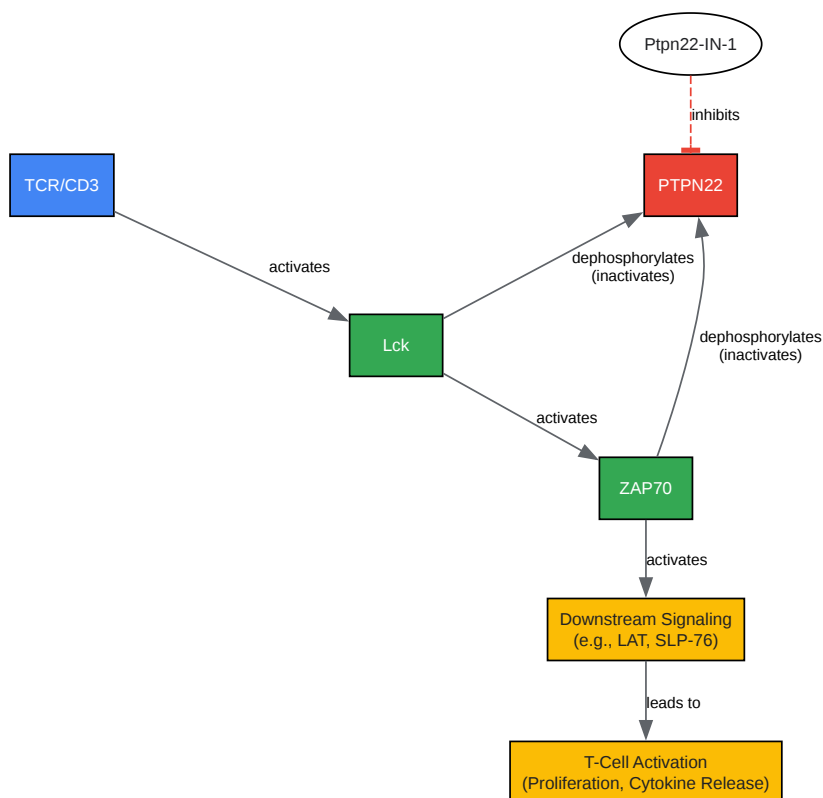 Ptpn22-IN-1
inhibits
TCR/CD3
PTPN22
activates
dephosphorylates
(inactivates)
dephosphorylates
(inactivates)
Lck
activates
ZAP70
activates
Downstream Signaling
(e.g., LAT, SLP-76)
leads to
T-Cell Activation
(Proliferation, Cytokine Release)